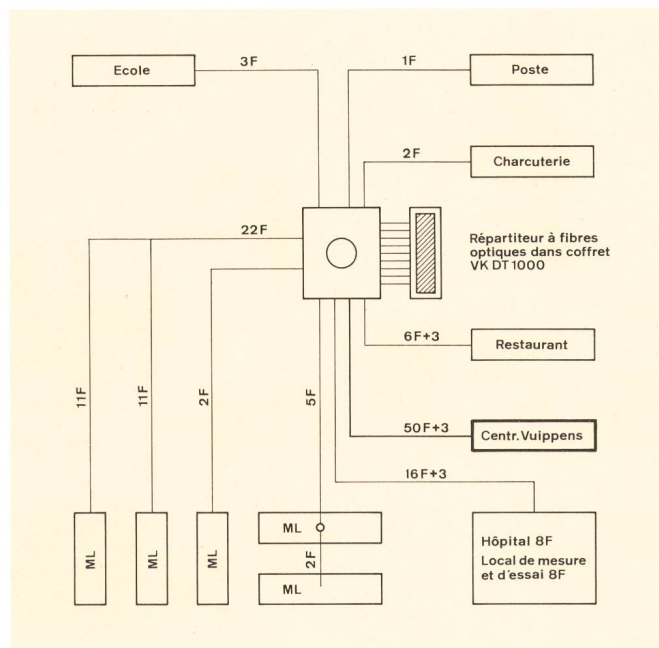 3F
1F
Ecole
Poste
2F
Charcuterie
22F
Répartiteur à fibres
optiques dans coffret
VK DT 1000
6F+3
Restaurant
11F
11F
2F
5F
50F+3
Centr. Vuippens
16F+3
ML
ML
ML
ML
2F
ML
Hôpital 8F
Local de mesure
et d'essai 8F